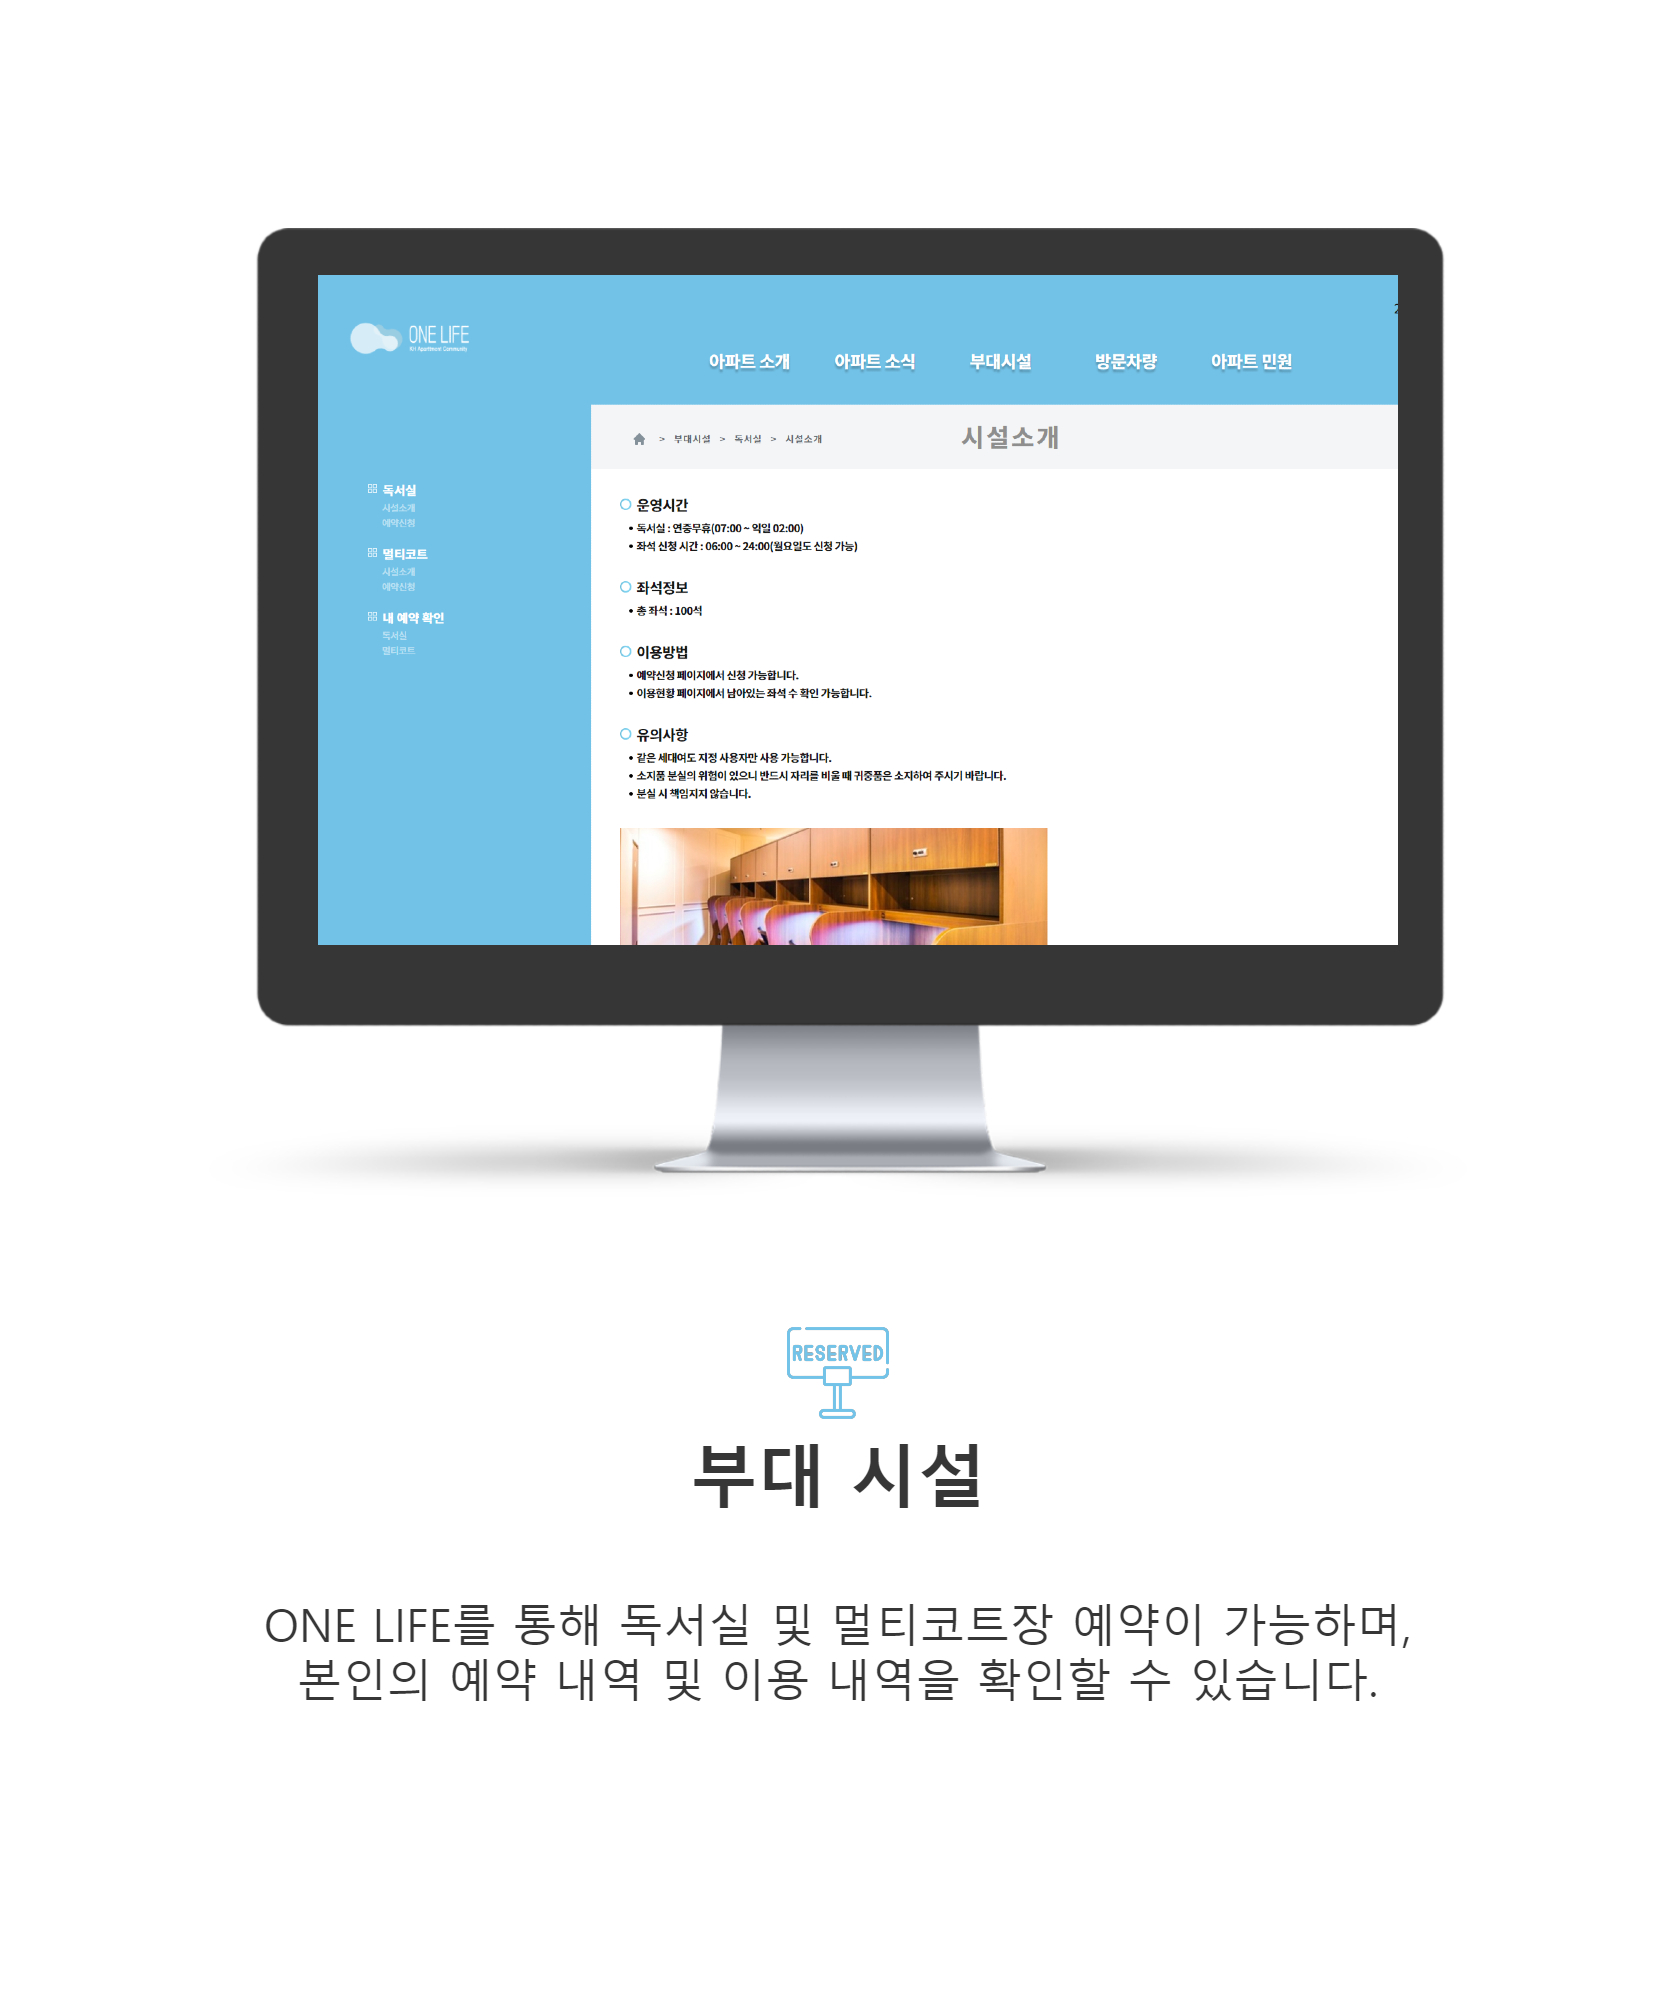 ONE LIFE
KH Apartment Community
아파트 소개 아파트 소식 부대시설 방문차량 아파트 민원
> 부대시설 > 독서실 > 시설소개
시설소개
독서실
시설소개
예약신청
멀티코트
시설소개
예약신청
내 예약 확인
독서실
멀티코트
운영시간
• 독서실 : 연중무휴(07:00 ~ 익일 02:00)
• 좌석 신청 시간 : 06:00 ~ 24:00(월요일도 신청 가능)
좌석정보
• 총 좌석 : 100석
이용방법
• 예약신청 페이지에서 신청 가능합니다.
• 이용현황 페이지에서 남아있는 좌석 수 확인 가능합니다.
유의사항
• 같은 세대여도 지정 사용자만 사용 가능합니다.
• 소지품 분실의 위험이 있으니 반드시 자리를 비울 때 귀중품은 소지하여 주시기 바랍니다.
• 분실 시 책임지지 않습니다.
RESERVED
부대 시설
ONE LIFE를 통해 독서실 및 멀티코트장 예약이 가능하며,
본인의 예약 내역 및 이용 내역을 확인할 수 있습니다.